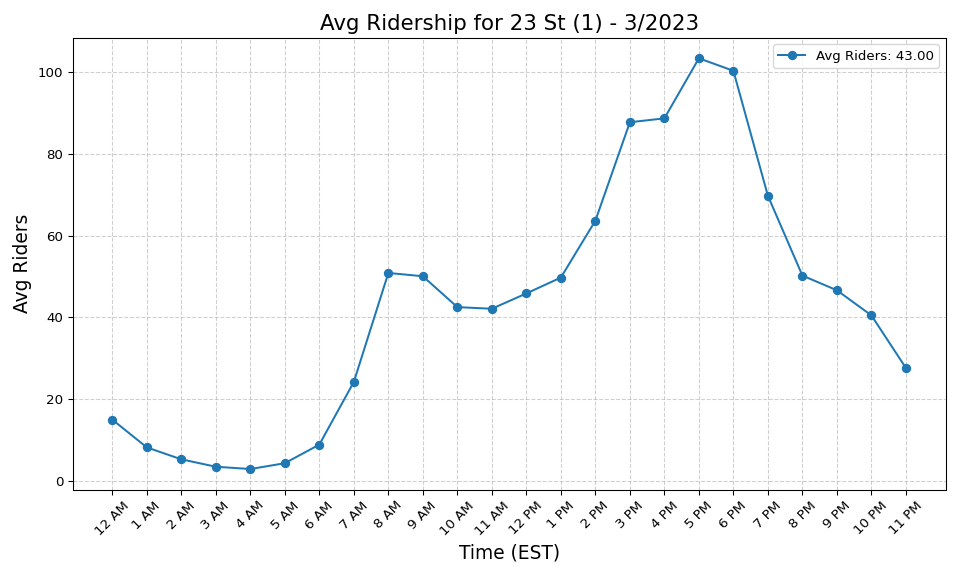 Avg Ridership for 23 St (1) - 3/2023
Avg Riders: 43.00
Avg Riders
100
80
60
40
20
0
12 AM
1 AM
2 AM
3 AM
4 AM
5 AM
6 AM
7 AM
8 AM
9 AM
10 AM
11 AM
12 PM
1 PM
2 PM
3 PM
4 PM
5 PM
6 PM
7 PM
8 PM
9 PM
10 PM
11 PM
Time (EST)